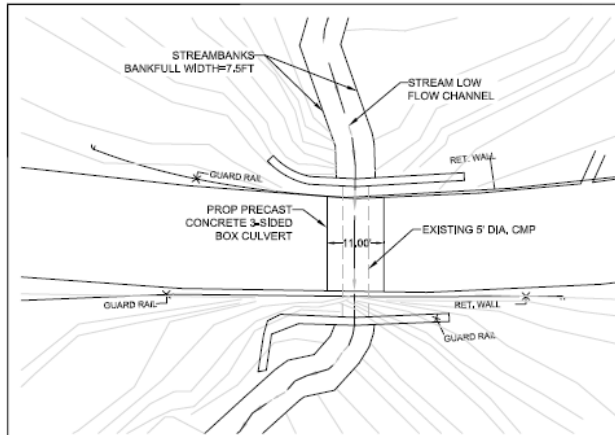 STREAMBANKS
BANKFULL WIDTH=7.5FT
STREAM LOW
FLOW CHANNEL
GUARD RAIL
RET. WALL
PROP PRECAST
CONCRETE 3-SIDED
BOX CULVERT
11.00'
EXISTING 5' DIA, CMP
GUARD RAIL
RET. WALL
GUARD RAIL